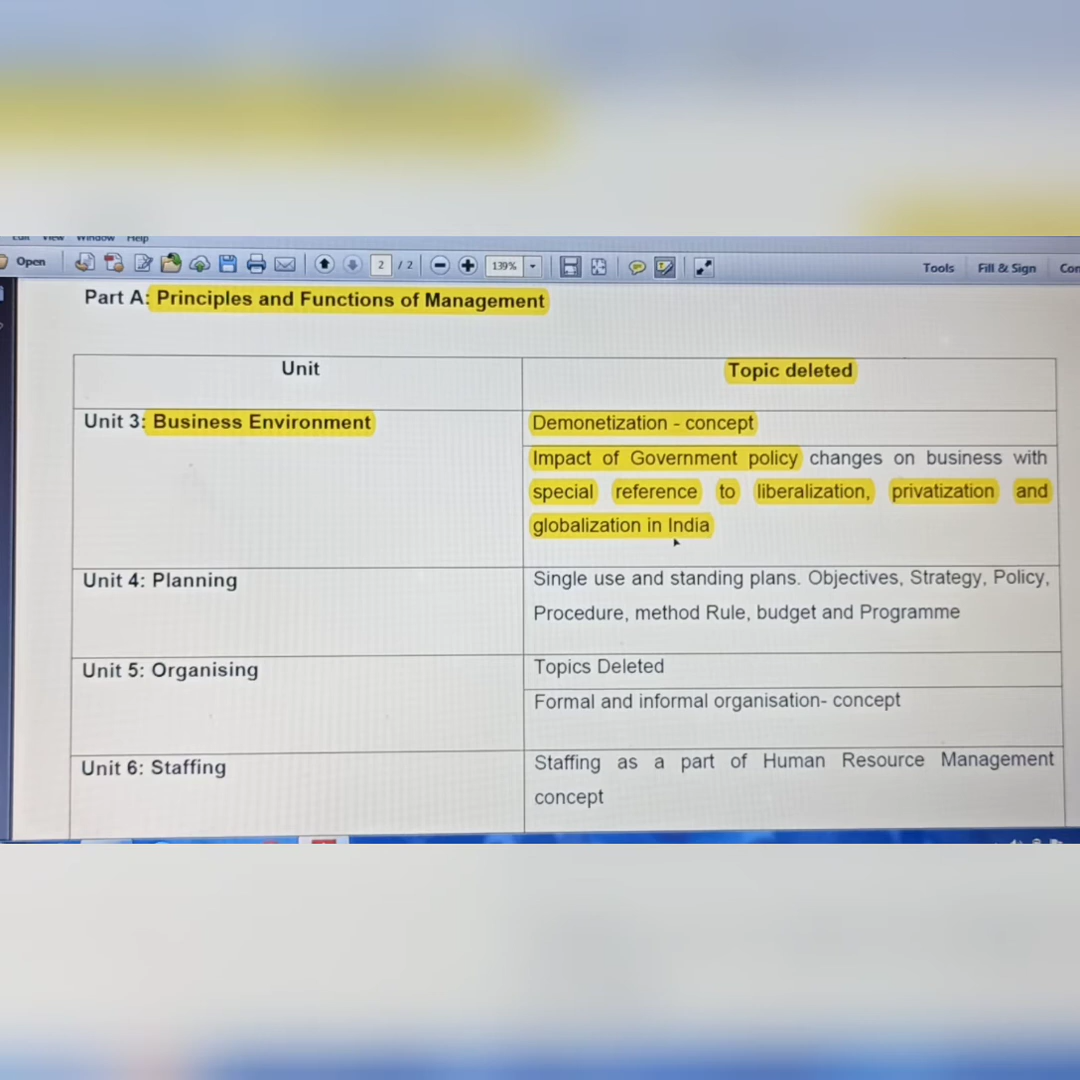 Edit View Window Help
Open 2 / 2 139% Tools Fill & Sign
Part A: Principles and Functions of Management
Unit Topic deleted
Unit 3: Business Environment
Demonetization - concept
Impact of Government policy changes on business with
special reference to liberalization, privatization and
globalization in India
Unit 4: Planning
Single use and standing plans. Objectives, Strategy, Policy,
Procedure, method Rule, budget and Programme
Unit 5: Organising
Topics Deleted
Formal and informal organisation- concept
Unit 6: Staffing
Staffing as a part of Human Resource Management
concept